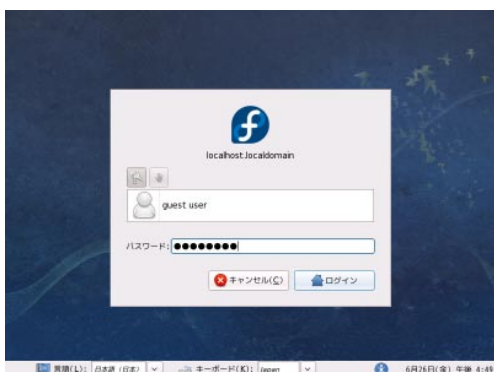 localhost.localdomain
guest user
パスワード: ●●●●●●●●
キャンセル(C) ログイン
言語(L): 日本語 (日本) キーボード(K): Japan 6月26日(金) 午後 4:49